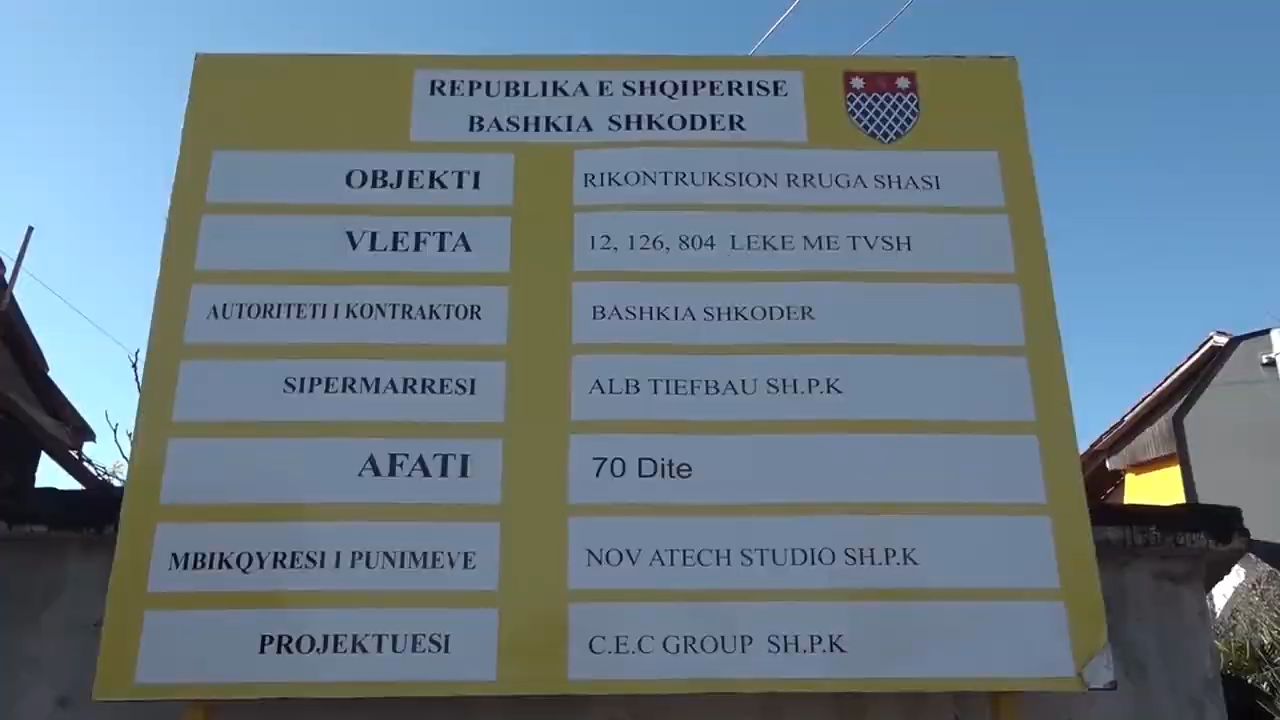 REPUBLIKA E SHQIPERISE
BASHKIA SHKODER
OBJEKTI RIKONTRUKSION RRUGA SHASI
VLEFTA 12, 126, 804 LEKE ME TVSH
AUTORITETI I KONTRAKTOR BASHKIA SHKODER
SIPERMARRESI ALB TIEFBAU SH.P.K
AFATI 70 Dite
MBIKQYRESI I PUNIMEVE NOV ATECH STUDIO SH.P.K
PROJEKTUESI C.E.C GROUP SH.P.K